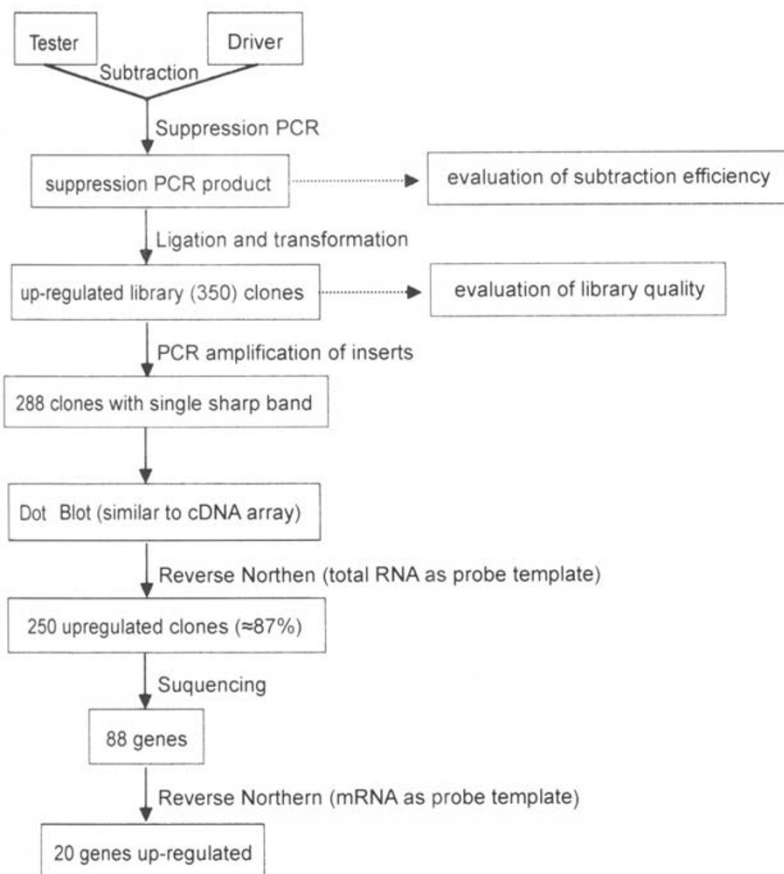 Tester
Driver
Subtraction
Suppression PCR
suppression PCR product
evaluation of subtraction efficiency
Ligation and transformation
up-regulated library (350) clones
evaluation of library quality
PCR amplification of inserts
288 clones with single sharp band
Dot Blot (similar to cDNA array)
Reverse Northen (total RNA as probe template)
250 upregulated clones (≈87%)
Suquencing
88 genes
Reverse Northern (mRNA as probe template)
20 genes up-regulated